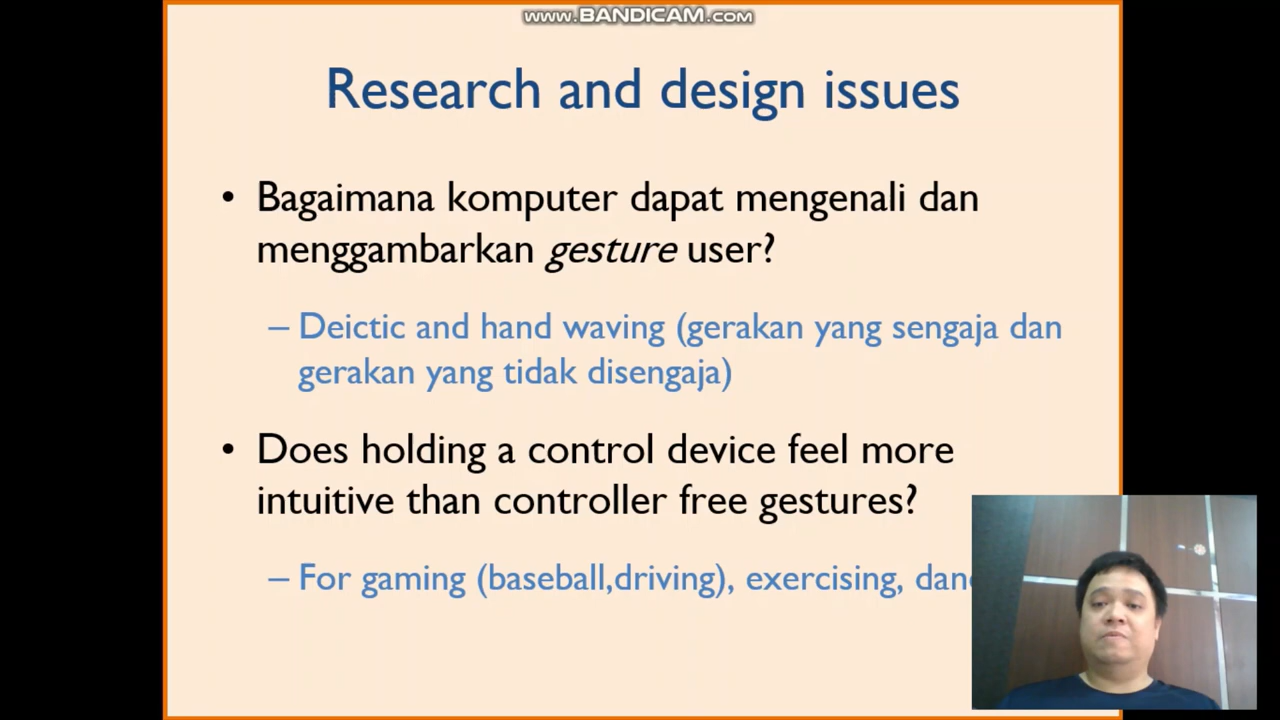 www.BANDICAM.com
Research and design issues
• Bagaimana komputer dapat mengenali dan
menggambarkan gesture user?
– Deictic and hand waving (gerakan yang sengaja dan
gerakan yang tidak disengaja)
• Does holding a control device feel more
intuitive than controller free gestures?
– For gaming (baseball,driving), exercising,